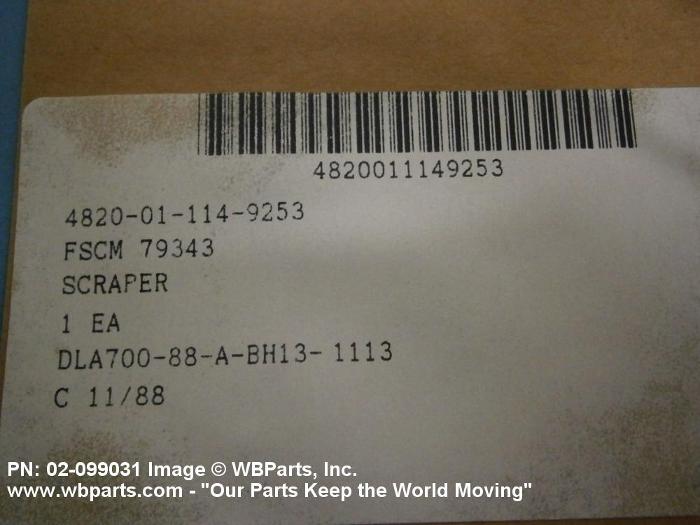 4820011149253
4820-01-114-9253
FSCM 79343
SCRAPER
1 EA
DLA700-88-A-BH13-1113
C 11/88
PN: 02-099031 Image © WBParts, Inc.
www.wbparts.com - "Our Parts Keep the World Moving"